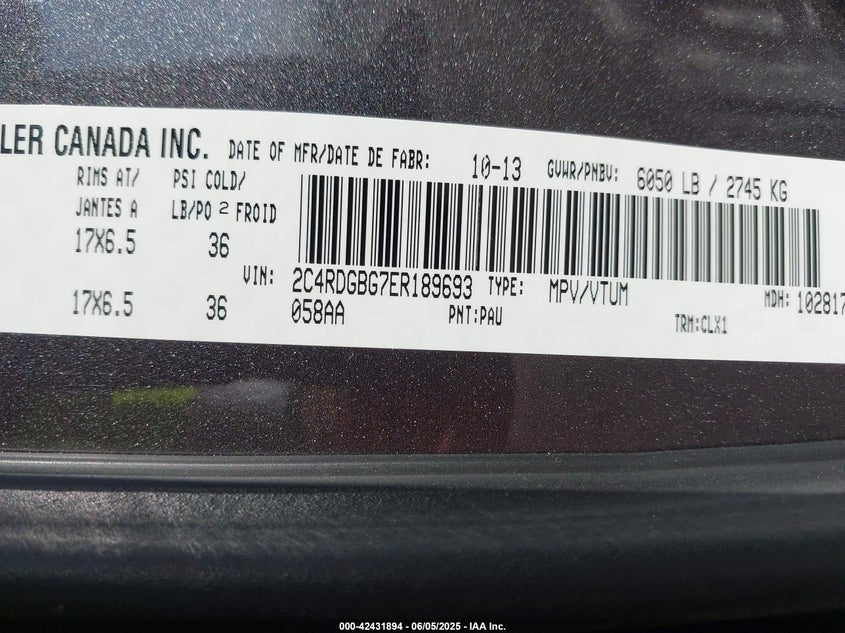 LER CANADA INC. DATE OF MFR/DATE DE FABR: 10-13 GVWR/PNBV: 6050 LB / 2745 KG
RIMS AT/ PSI COLD/
JANTES A LB/PO 2 FROID
17X6.5 36
VIN: 2C4RDGBG7ER189693 TYPE: MPV/VTUM MDH: 102817
17X6.5 36 058AA PNT:PAU TRM:CLX1
000-42431894 - 06/05/2025 - IAA Inc.